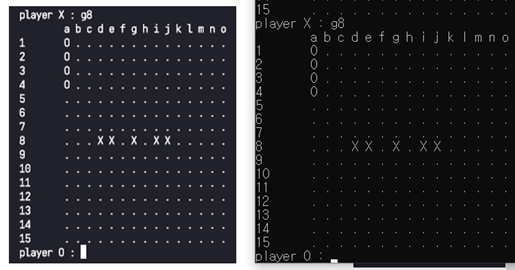 player X : g8
a b c d e f g h i j k l m n o
1 O . . . . . . . . . . . . . .
2 O . . . . . . . . . . . . . .
3 O . . . . . . . . . . . . . .
4 O . . . . . . . . . . . . . .
5 . . . . . . . . . . . . . . .
6 . . . . . . . . . . . . . . .
7 . . . . . . . . . . . . . . .
8 . . . X X . X . X X . . . . .
9 . . . . . . . . . . . . . . .
10 . . . . . . . . . . . . . . .
11 . . . . . . . . . . . . . . .
12 . . . . . . . . . . . . . . .
13 . . . . . . . . . . . . . . .
14 . . . . . . . . . . . . . . .
15 . . . . . . . . . . . . . . .
player O :
15 . . . . . . . . . . . . . . .
player X : g8
a b c d e f g h i j k l m n o
1 O . . . . . . . . . . . . . .
2 O . . . . . . . . . . . . . .
3 O . . . . . . . . . . . . . .
4 O . . . . . . . . . . . . . .
5 . . . . . . . . . . . . . . .
6 . . . . . . . . . . . . . . .
7 . . . . . . . . . . . . . . .
8 . . . X X . X . X X . . . . .
9 . . . . . . . . . . . . . . .
10 . . . . . . . . . . . . . . .
11 . . . . . . . . . . . . . . .
12 . . . . . . . . . . . . . . .
13 . . . . . . . . . . . . . . .
14 . . . . . . . . . . . . . . .
15 . . . . . . . . . . . . . . .
player O :